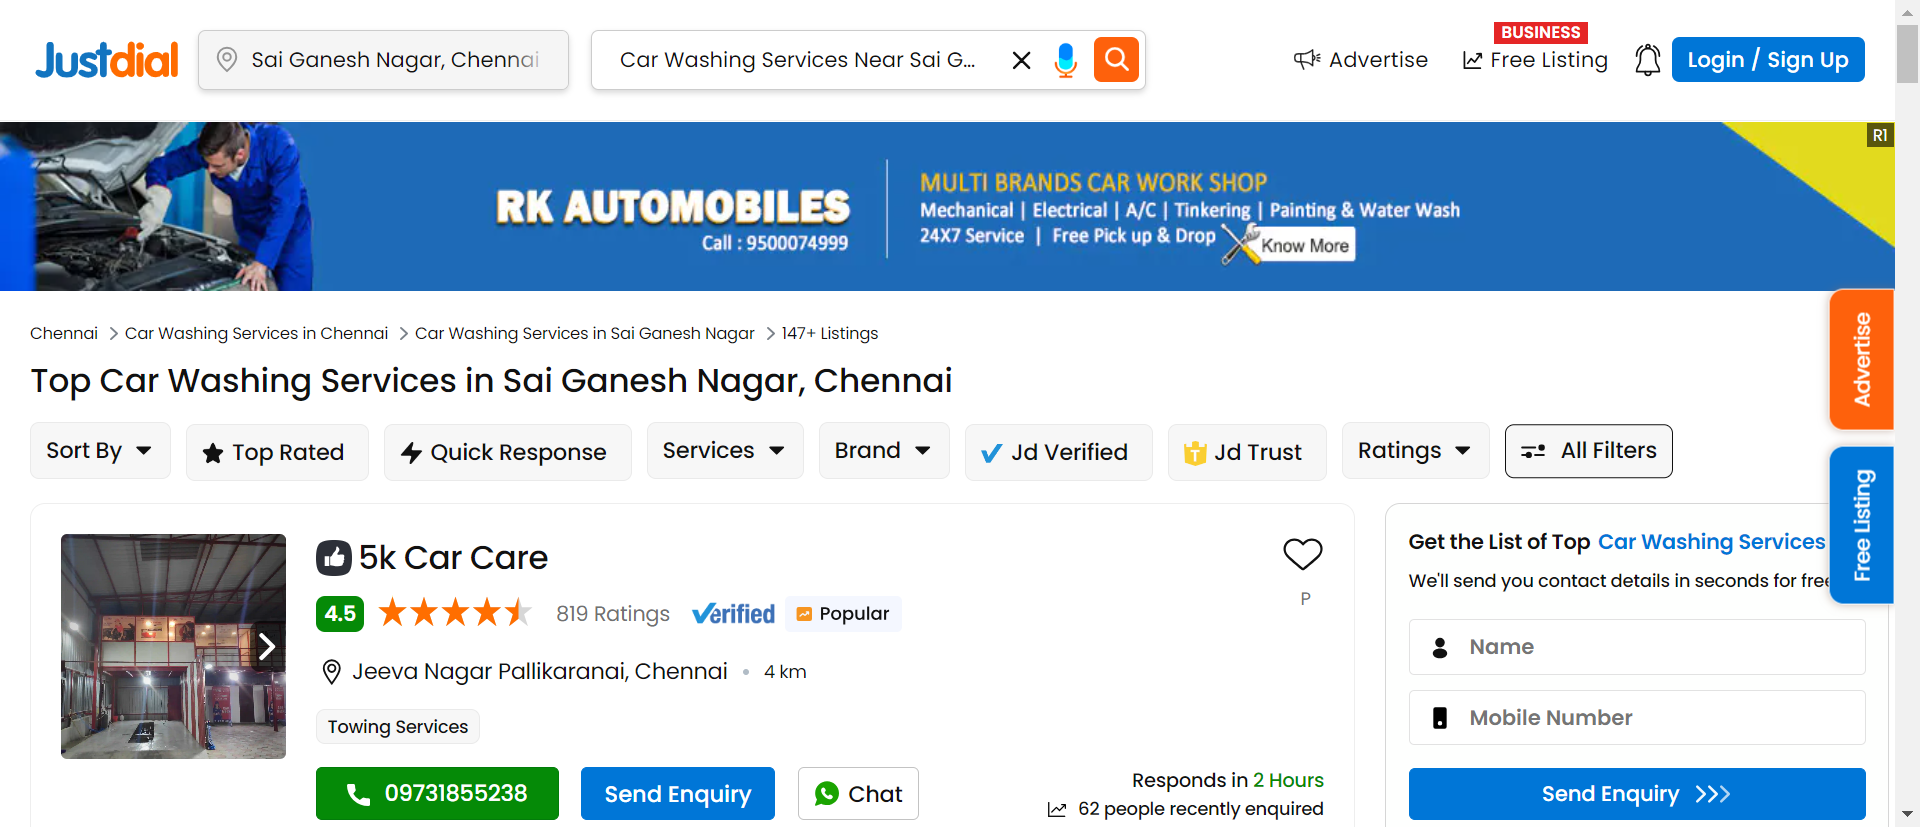 Justdial
Sai Ganesh Nagar, Chennai
Car Washing Services Near Sai G...
Advertise
BUSINESS
Free Listing
Login / Sign Up
R1
RK AUTOMOBILES
Call : 9500074999
MULTI BRANDS CAR WORK SHOP
Mechanical | Electrical | A/C | Tinkering | Painting & Water Wash
24X7 Service | Free Pick up & Drop
Know More
Chennai > Car Washing Services in Chennai > Car Washing Services in Sai Ganesh Nagar > 147+ Listings
Top Car Washing Services in Sai Ganesh Nagar, Chennai
Sort By
Top Rated
Quick Response
Services
Brand
Jd Verified
T Jd Trust
Ratings
All Filters
Advertise
Free Listing
5k Car Care
4.5
819 Ratings
Verified
Popular
P
Jeeva Nagar Pallikaranai, Chennai • 4 km
Towing Services
09731855238
Send Enquiry
Chat
Responds in 2 Hours
62 people recently enquired
Get the List of Top Car Washing Services
We'll send you contact details in seconds for free
Name
Mobile Number
Send Enquiry